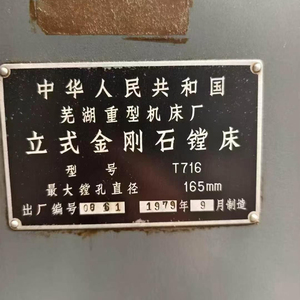 中华人民共和国
芜湖重型机床厂
立式金刚石镗床
型号 T716
最大镗孔直径 165mm
出厂编号 0861 1979年9月制造